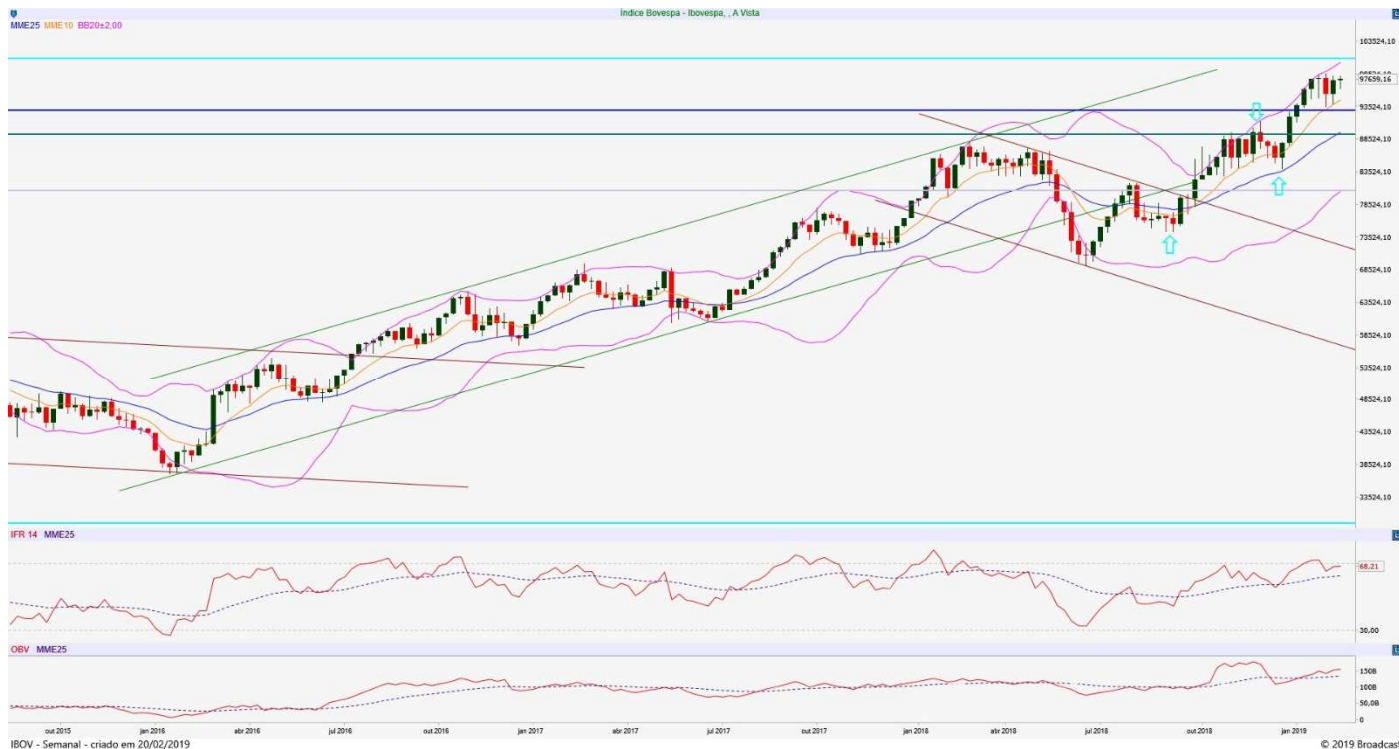 Índice Bovespa - Ibovespa, , A Vista
MME25 MME10 BB20±2,00
103524,10
97659,16
93524,10
88524,10
83524,10
78524,10
73524,10
68524,10
63524,10
58524,10
53524,10
48524,10
43524,10
38524,10
33524,10
IFR 14 MME25
68,21
30,00
OBV MME25
150B
100B
50,0B
0
out 2015 jan 2016 abr 2016 jul 2016 out 2016 jan 2017 abr 2017 jul 2017 out 2017 jan 2018 abr 2018 jul 2018 out 2018 jan 2019
IBOV - Semanal - criado em 20/02/2019 © 2019 Broadcast